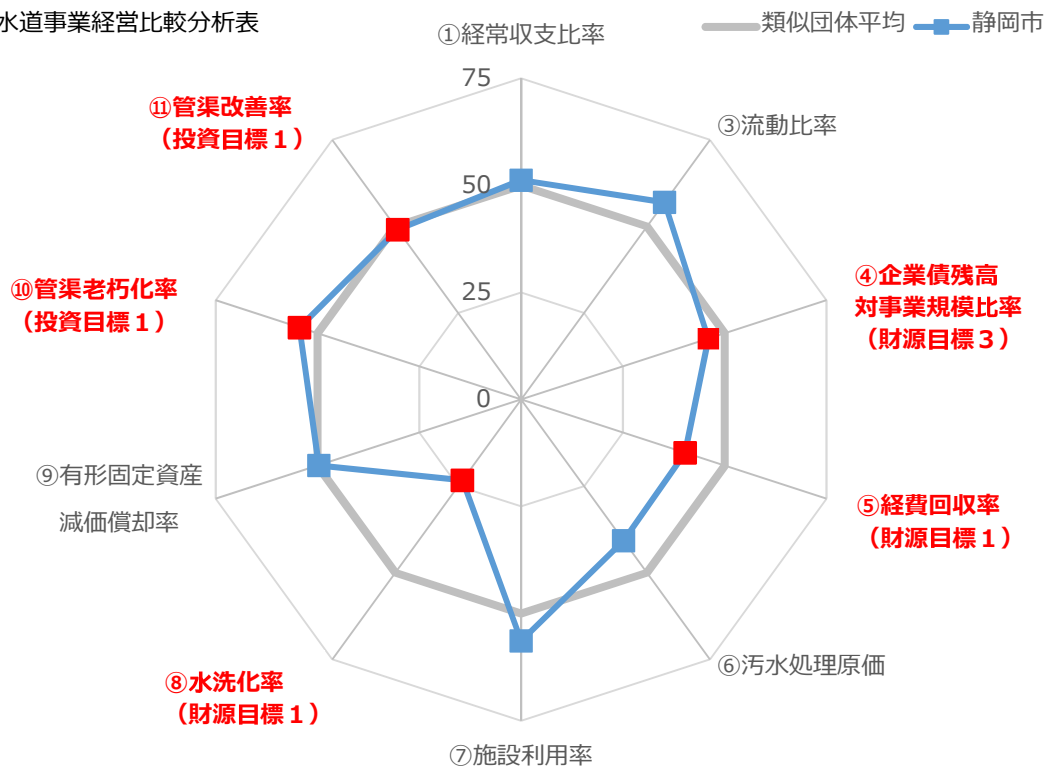 水道事業経営比較分析表
類似団体平均
静岡市
①経常収支比率
75
50
25
0
③流動比率
④企業債残高
対事業規模比率
（財源目標３）
⑤経費回収率
（財源目標１）
⑥汚水処理原価
⑦施設利用率
⑧水洗化率
（財源目標１）
⑨有形固定資産
減価償却率
⑩管渠老朽化率
（投資目標１）
⑪管渠改善率
（投資目標１）